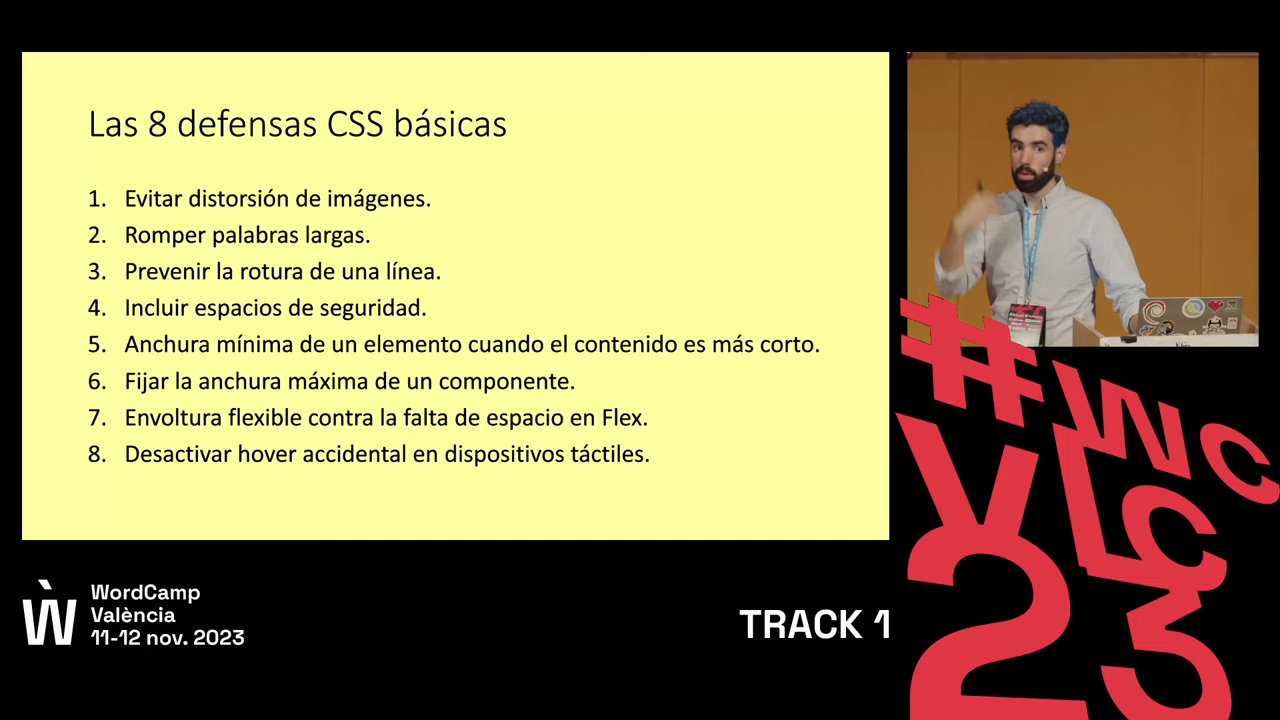 Las 8 defensas CSS básicas
1. Evitar distorsión de imágenes.
2. Romper palabras largas.
3. Prevenir la rotura de una línea.
4. Incluir espacios de seguridad.
5. Anchura mínima de un elemento cuando el contenido es más corto.
6. Fijar la anchura máxima de un componente.
7. Envoltura flexible contra la falta de espacio en Flex.
8. Desactivar hover accidental en dispositivos táctiles.
Ẁ
WordCamp
València
11-12 nov. 2023
TRACK 1
#WC
VLC
23